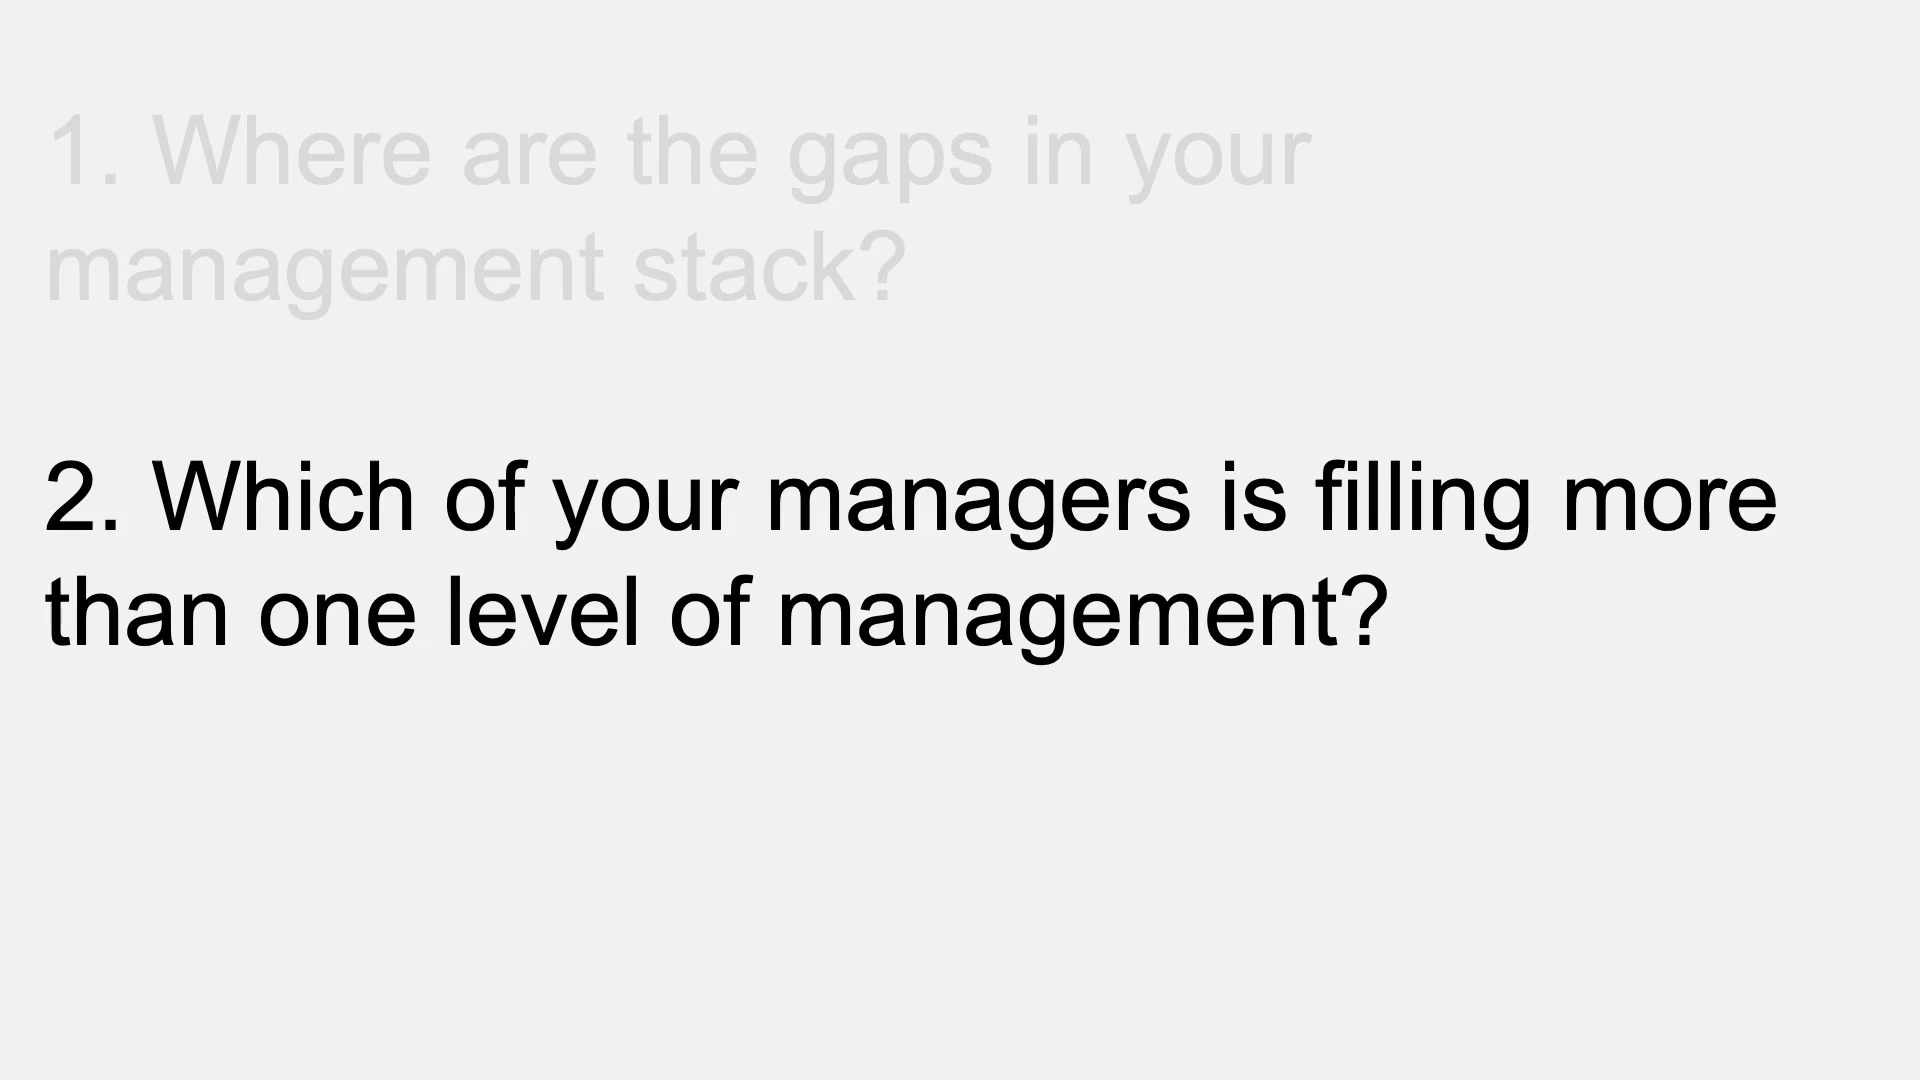 1. Where are the gaps in your
management stack?
2. Which of your managers is filling more
than one level of management?